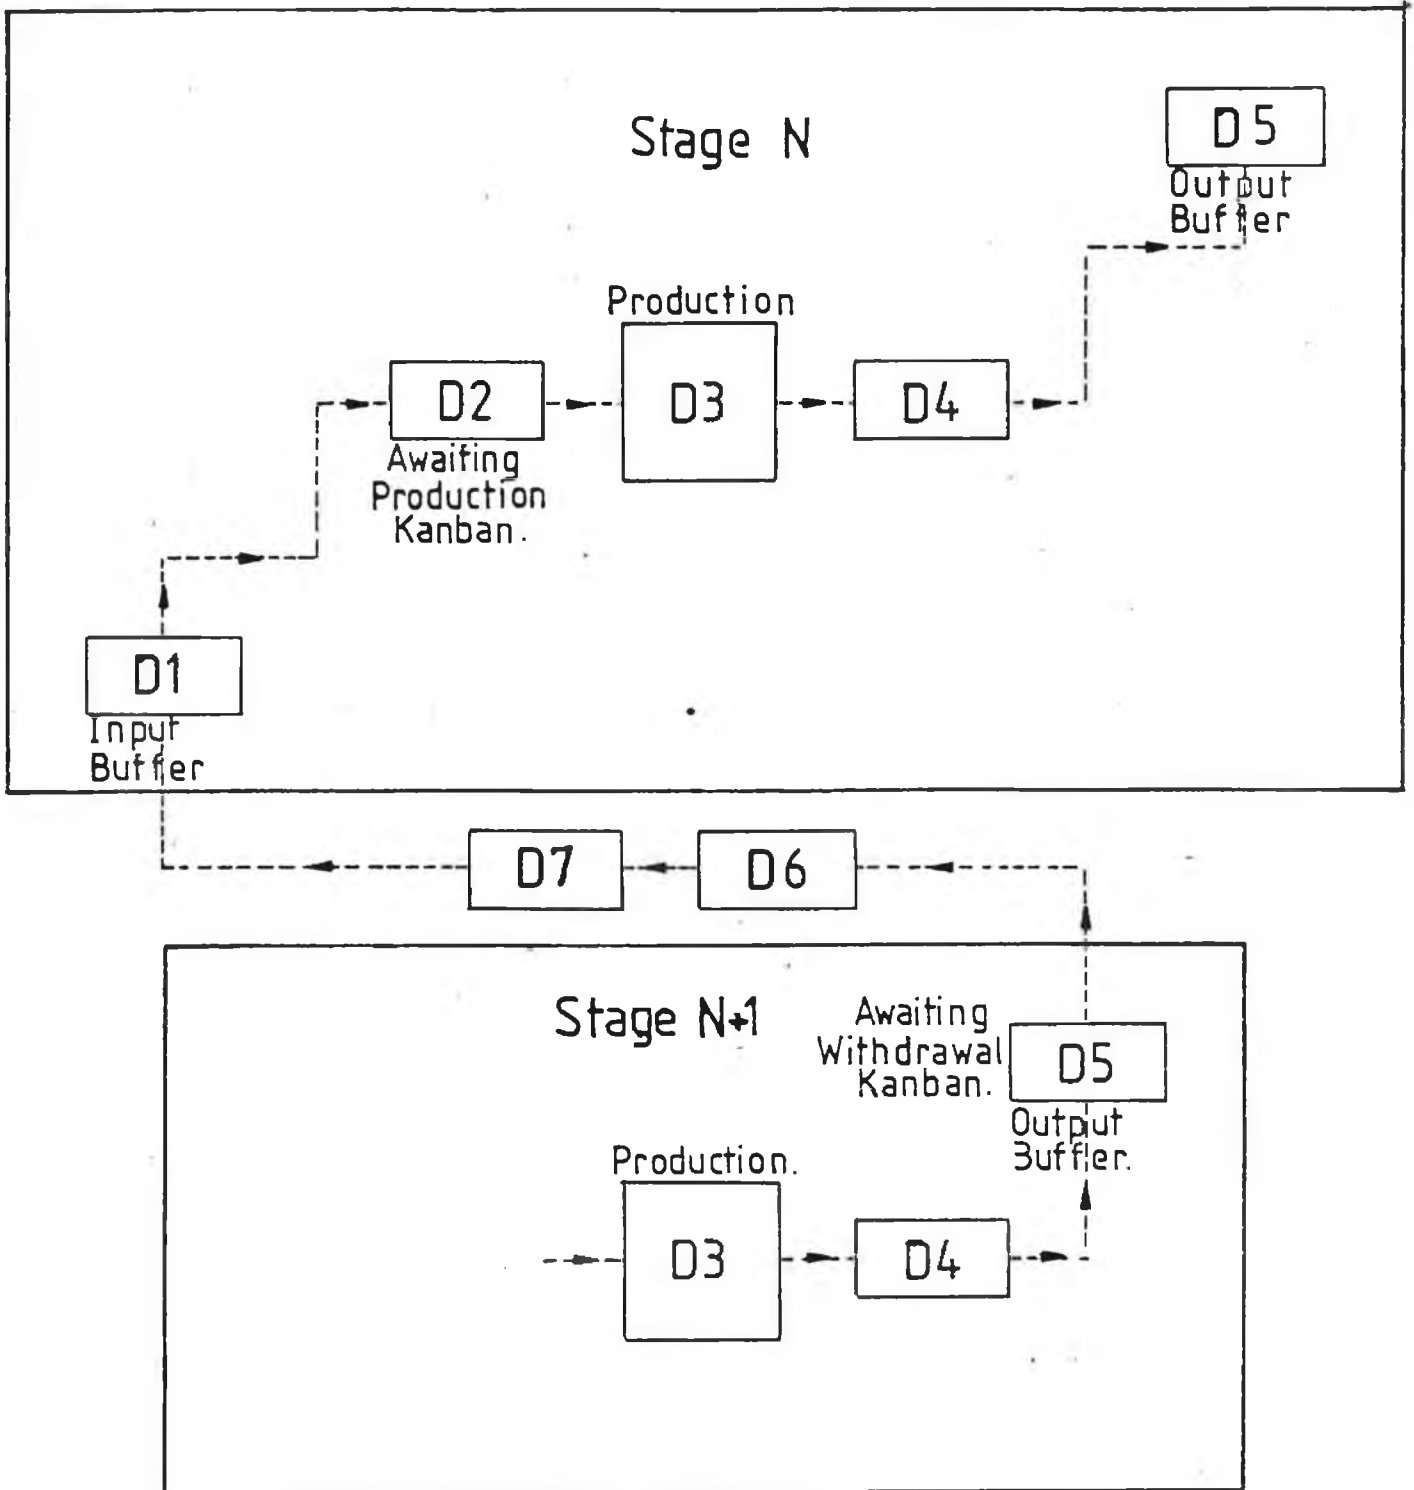 Stage N
D5
Output
Buffer
Production
D2
D3
D4
Awaiting
Production
Kanban.
D1
Input
Buffer
D7
D6
Stage N+1
Awaiting
Withdrawal
Kanban.
D5
Output
Buffer.
Production.
D3
D4